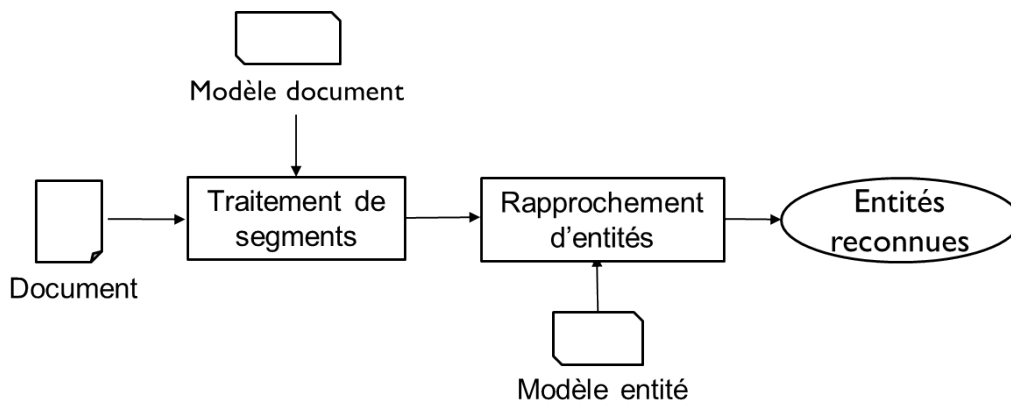 Modèle document
Traitement de
segments
Rapprochement
d'entités
Entités
reconnues
Document
Modèle entité